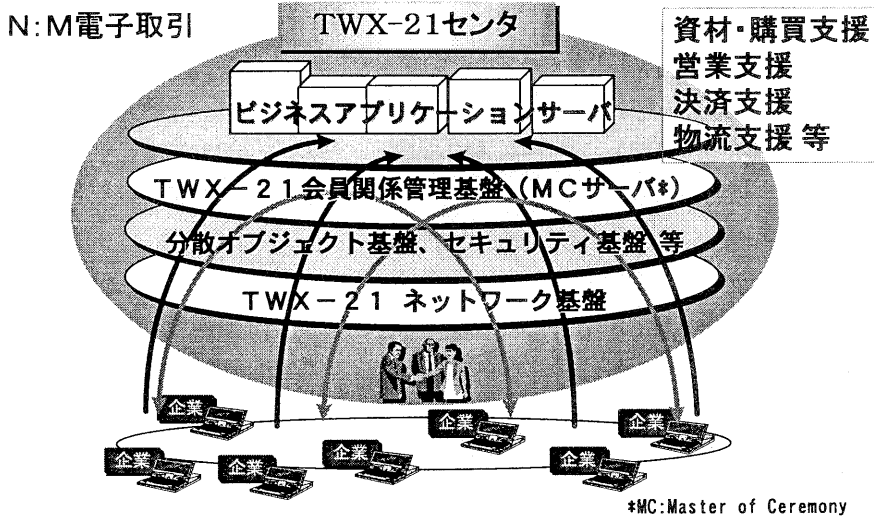 N:M電子取引
TWX-21センタ
資材・購買支援
営業支援
決済支援
物流支援 等
ビジネスアプリケーションサーバ
TWX-21会員関係管理基盤(MCサーバ*)
分散オブジェクト基盤、セキュリティ基盤 等
TWX-21 ネットワーク基盤
企業
企業
企業
企業
企業
企業
企業
*MC:Master of Ceremony